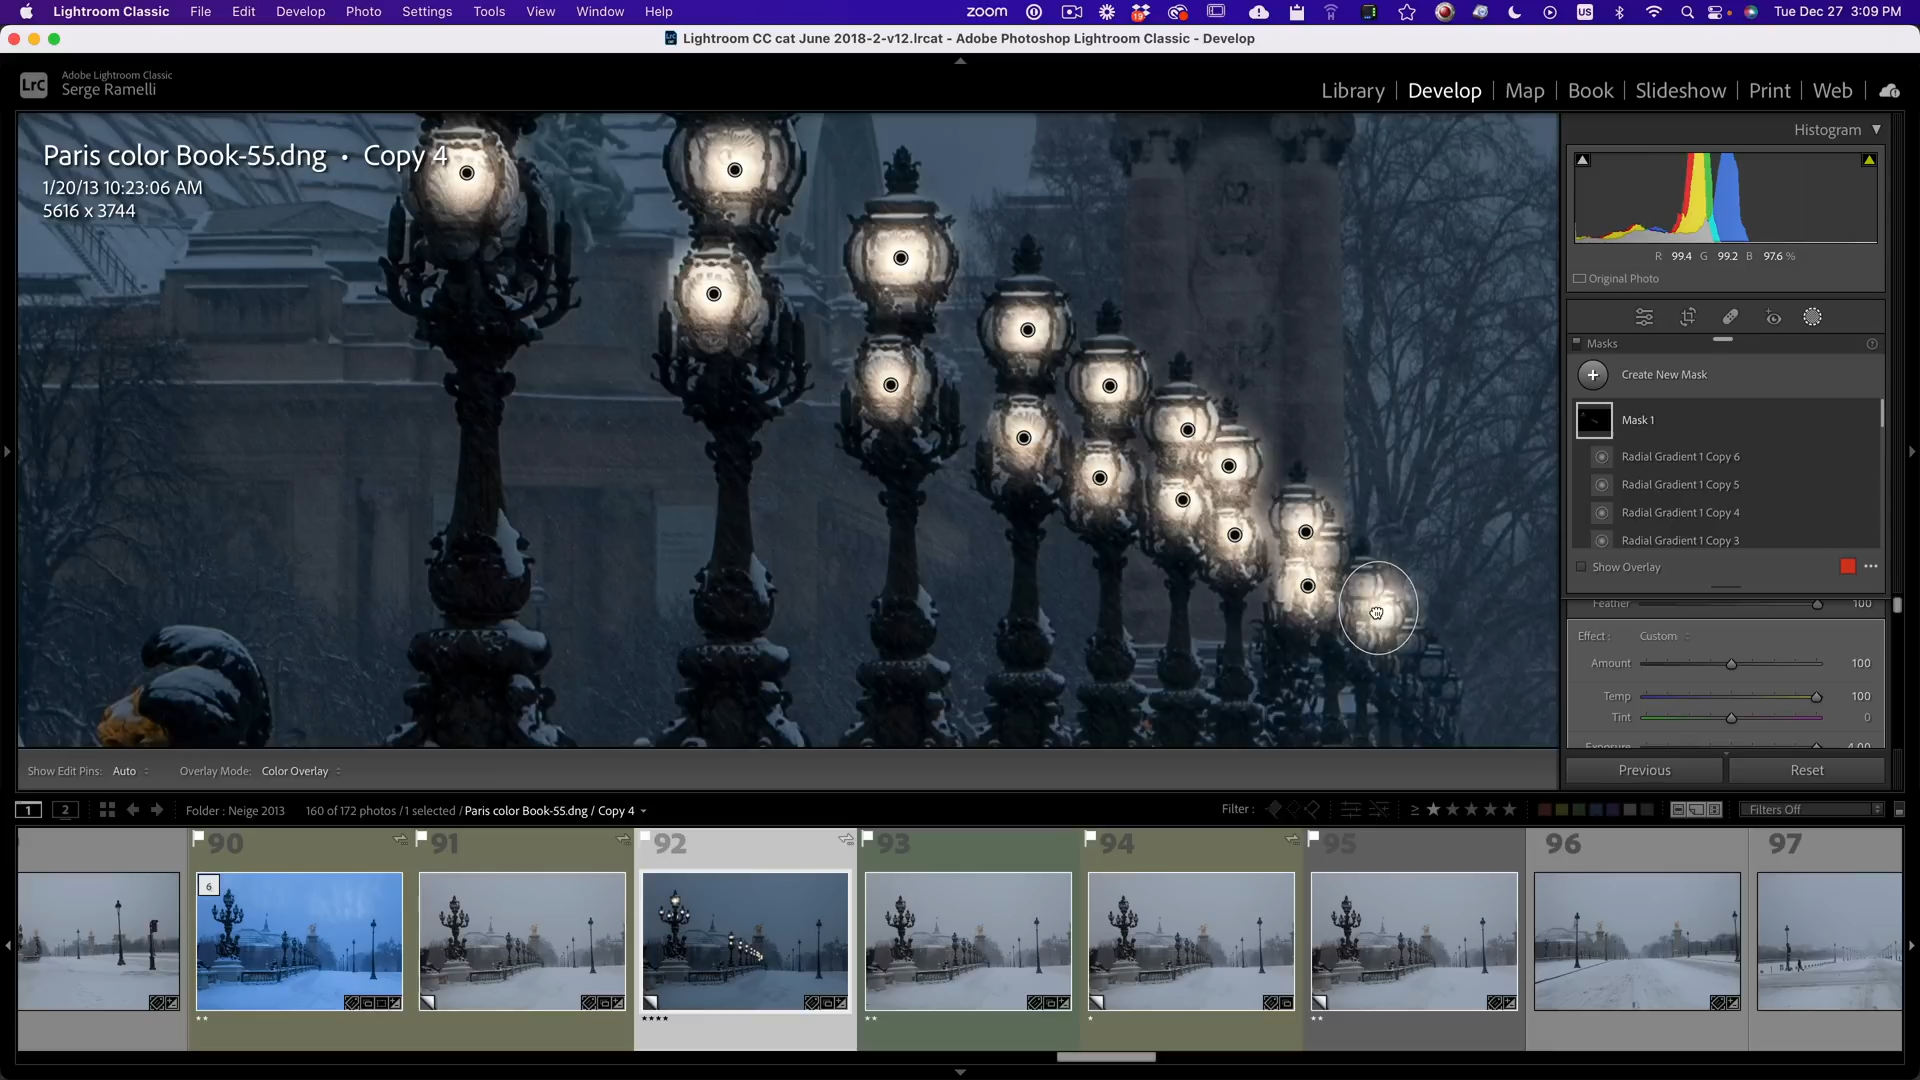 Lightroom Classic File Edit Develop Photo Settings Tools View Window Help zoom 19 US Tue Dec 27 3:09 PM
Lightroom CC cat June 2018-2-v12.lrcat - Adobe Photoshop Lightroom Classic - Develop
LrC Adobe Lightroom Classic
Serge Ramelli
Library | Develop | Map | Book | Slideshow | Print | Web
Histogram
Paris color Book-55.dng • Copy 4
1/20/13 10:23:06 AM
5616 x 3744
R 99.4 G 99.2 B 97.6 %
Original Photo
Masks
Create New Mask
Mask 1
Radial Gradient 1 Copy 6
Radial Gradient 1 Copy 5
Radial Gradient 1 Copy 4
Radial Gradient 1 Copy 3
Show Overlay
Feather 100
Effect : Custom
Amount 100
Temp 100
Tint 0
Exposure 4.00
Show Edit Pins: Auto Overlay Mode: Color Overlay
Previous Reset
1 2 Folder : Neige 2013 160 of 172 photos / 1 selected / Paris color Book-55.dng / Copy 4 Filter : ≥ Filters Off
90 91 92 93 94 95 96 97
6